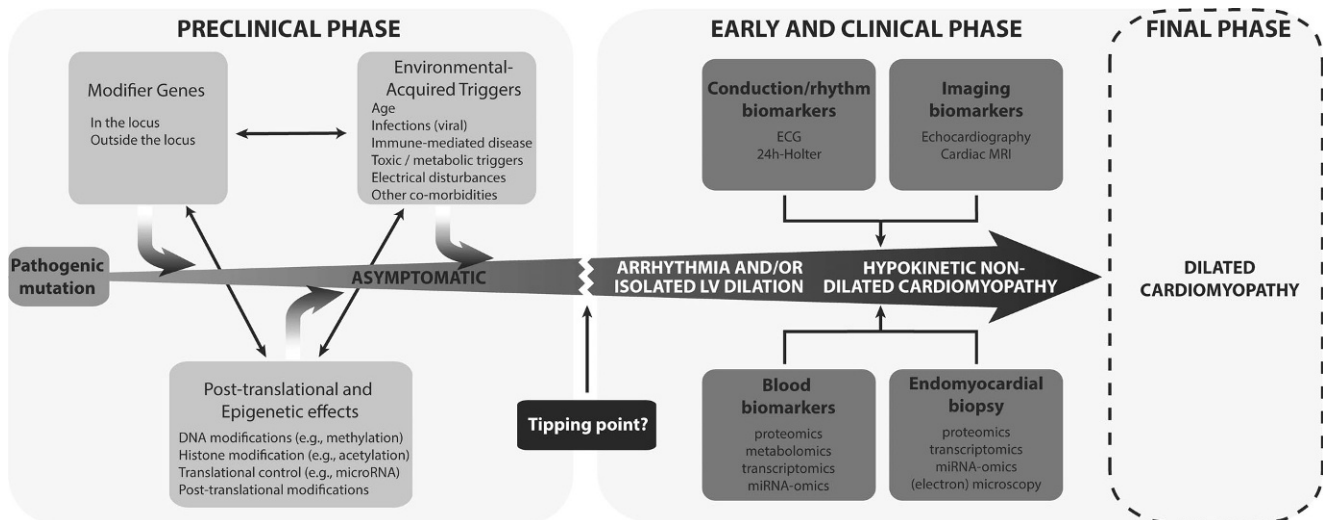 PRECLINICAL PHASE
Modifier Genes
In the locus
Outside the locus
Environmental-
Acquired Triggers
Age
Infections (viral)
Immune-mediated disease
Toxic / metabolic triggers
Electrical disturbances
Other co-morbidities
Pathogenic
mutation
ASYMPTOMATIC
Post-translational and
Epigenetic effects
DNA modifications (e.g., methylation)
Histone modification (e.g., acetylation)
Translational control (e.g., microRNA)
Post-translational modifications
Tipping point?
EARLY AND CLINICAL PHASE
Conduction/rhythm
biomarkers
ECG
24h-Holter
Imaging
biomarkers
Echocardiography
Cardiac MRI
ARRHYTHMIA AND/OR
ISOLATED LV DILATION
HYPOKINETIC NON-
DILATED CARDIOMYOPATHY
Blood
biomarkers
proteomics
metabolomics
transcriptomics
miRNA-omics
Endomyocardial
biopsy
proteomics
transcriptomics
miRNA-omics
(electron) microscopy
FINAL PHASE
DILATED
CARDIOMYOPATHY